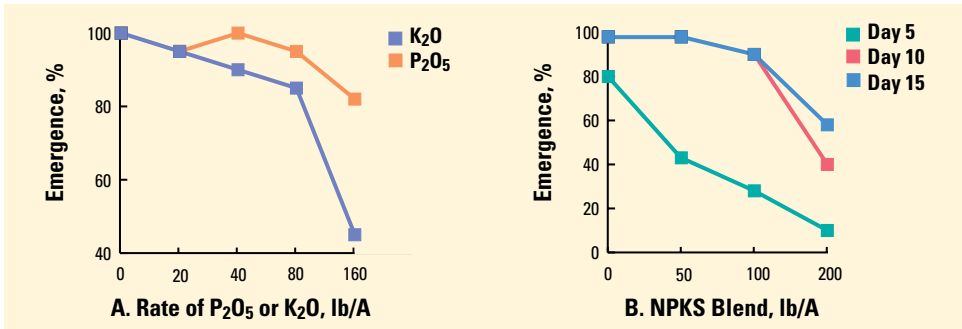 100
80
60
40
Emergence, %
0 20 40 80 160
A. Rate of P₂O₅ or K₂O, lb/A
K₂O
P₂O₅
100
80
60
40
20
0
Emergence, %
0 50 100 200
B. NPKS Blend, lb/A
Day 5
Day 10
Day 15